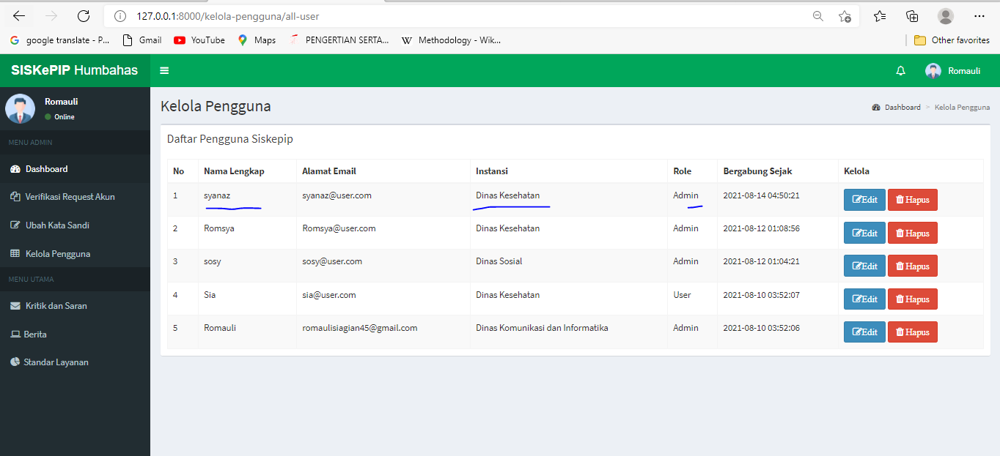 127.0.0.1:8000/kelola-pengguna/all-user
google translate - P... Gmail YouTube Maps PENGERTIAN SERTA... Methodology - Wik... Other favorites
SISKePIP Humbahas Romauli
Romauli
Online
MENU ADMIN
Dashboard
Verifikasi Request Akun
Ubah Kata Sandi
Kelola Pengguna
MENU UTAMA
Kritik dan Saran
Berita
Standar Layanan
Kelola Pengguna Dashboard > Kelola Pengguna
Daftar Pengguna Siskepip
No Nama Lengkap Alamat Email Instansi Role Bergabung Sejak Kelola
1 syanaz syanaz@user.com Dinas Kesehatan Admin 2021-08-14 04:50:21 Edit Hapus
2 Romsya Romsya@user.com Dinas Kesehatan Admin 2021-08-12 01:08:56 Edit Hapus
3 sosy sosy@user.com Dinas Sosial Admin 2021-08-12 01:04:21 Edit Hapus
4 Sia sia@user.com Dinas Kesehatan User 2021-08-10 03:52:07 Edit Hapus
5 Romauli romaulisiagian45@gmail.com Dinas Komunikasi dan Informatika Admin 2021-08-10 03:52:06 Edit Hapus